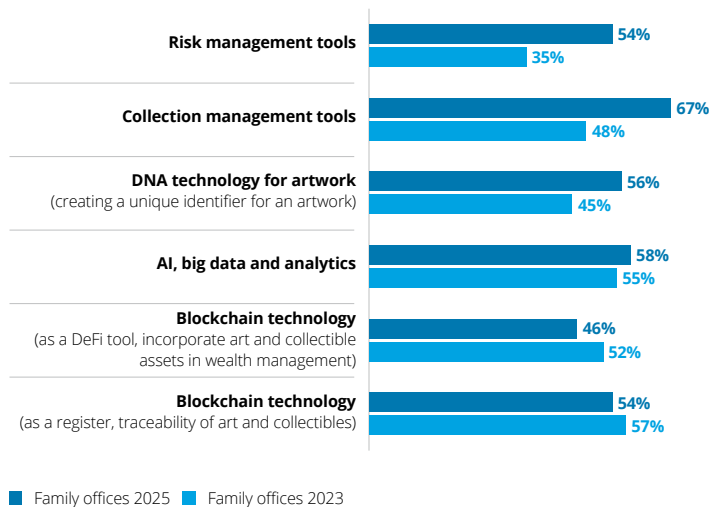 Risk management tools
54%
35%
Collection management tools
67%
48%
DNA technology for artwork
(creating a unique identifier for an artwork)
56%
45%
AI, big data and analytics
58%
55%
Blockchain technology
(as a DeFi tool, incorporate art and collectible
assets in wealth management)
46%
52%
Blockchain technology
(as a register, traceability of art and collectibles)
54%
57%
Family offices 2025 Family offices 2023